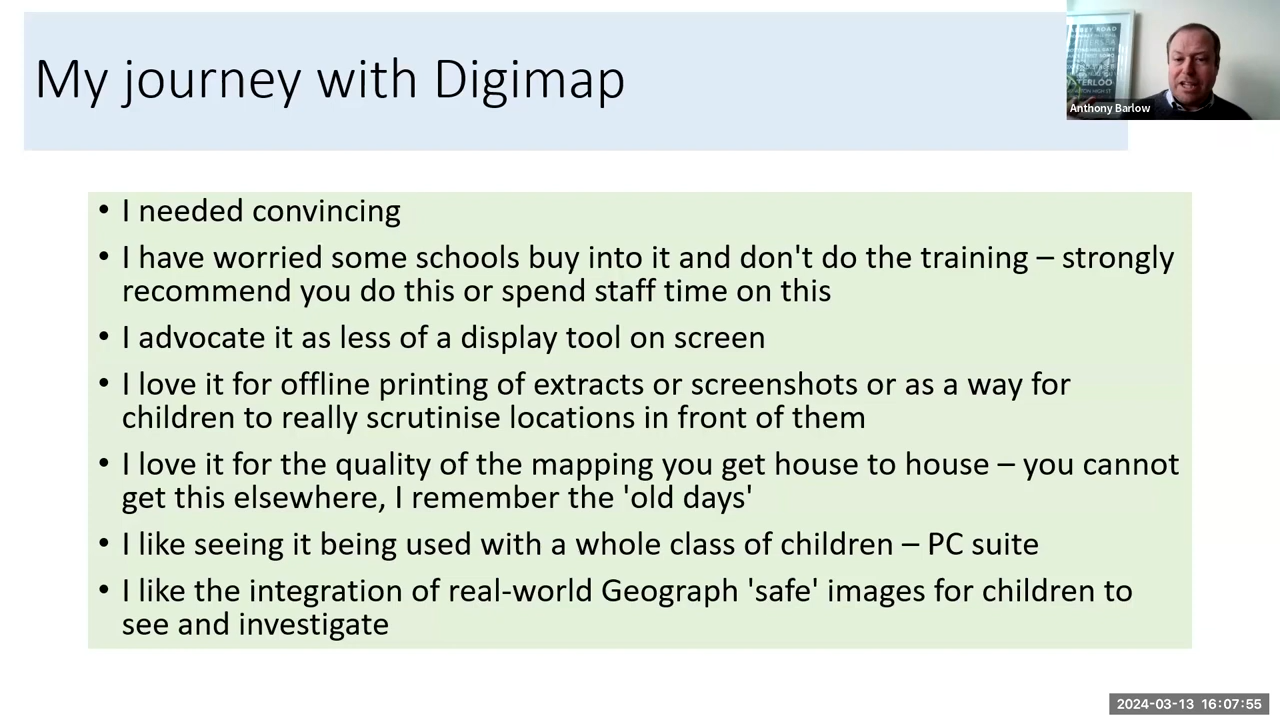 My journey with Digimap
WATERLOO
Anthony Barlow
• I needed convincing
• I have worried some schools buy into it and don't do the training – strongly
recommend you do this or spend staff time on this
• I advocate it as less of a display tool on screen
• I love it for offline printing of extracts or screenshots or as a way for
children to really scrutinise locations in front of them
• I love it for the quality of the mapping you get house to house – you cannot
get this elsewhere, I remember the 'old days'
• I like seeing it being used with a whole class of children – PC suite
• I like the integration of real-world Geograph 'safe' images for children to
see and investigate
2024-03-13 16:07:55